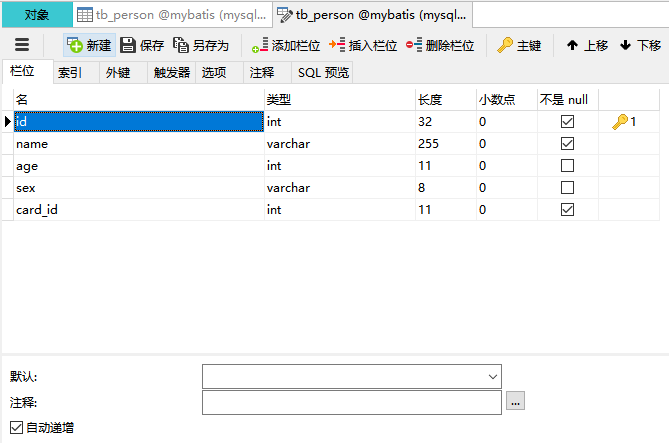 对象 tb_person @mybatis (mysql... tb_person @mybatis (mysql...
新建 保存 另存为 添加栏位 插入栏位 删除栏位 主键 上移 下移
栏位 索引 外键 触发器 选项 注释 SQL 预览
名 类型 长度 小数点 不是 null
id int 32 0 1
name varchar 255 0
age int 11 0
sex varchar 8 0
card_id int 11 0
默认:
注释: ...
自动递增